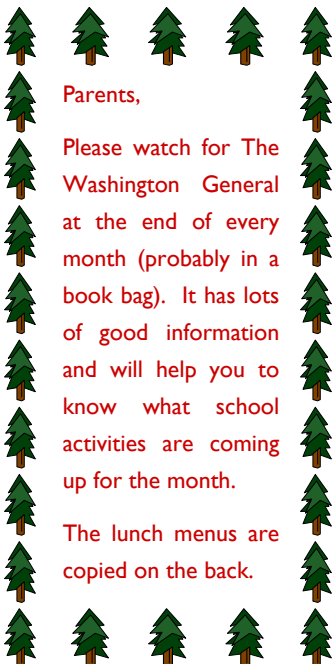 Parents,
Please watch for The
Washington General
at the end of every
month (probably in a
book bag). It has lots
of good information
and will help you to
know what school
activities are coming
up for the month.
The lunch menus are
copied on the back.